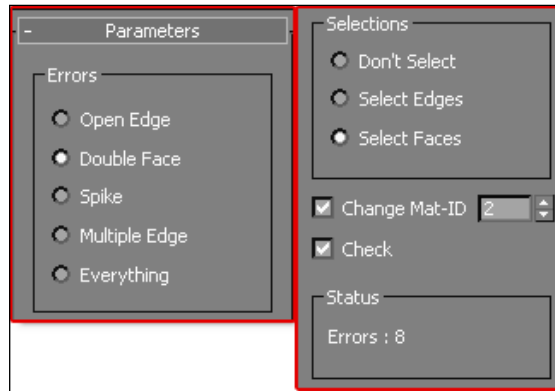 - Parameters
Errors
Open Edge
Double Face
Spike
Multiple Edge
Everything
Selections
Don't Select
Select Edges
Select Faces
Change Mat-ID 2
Check
Status
Errors : 8